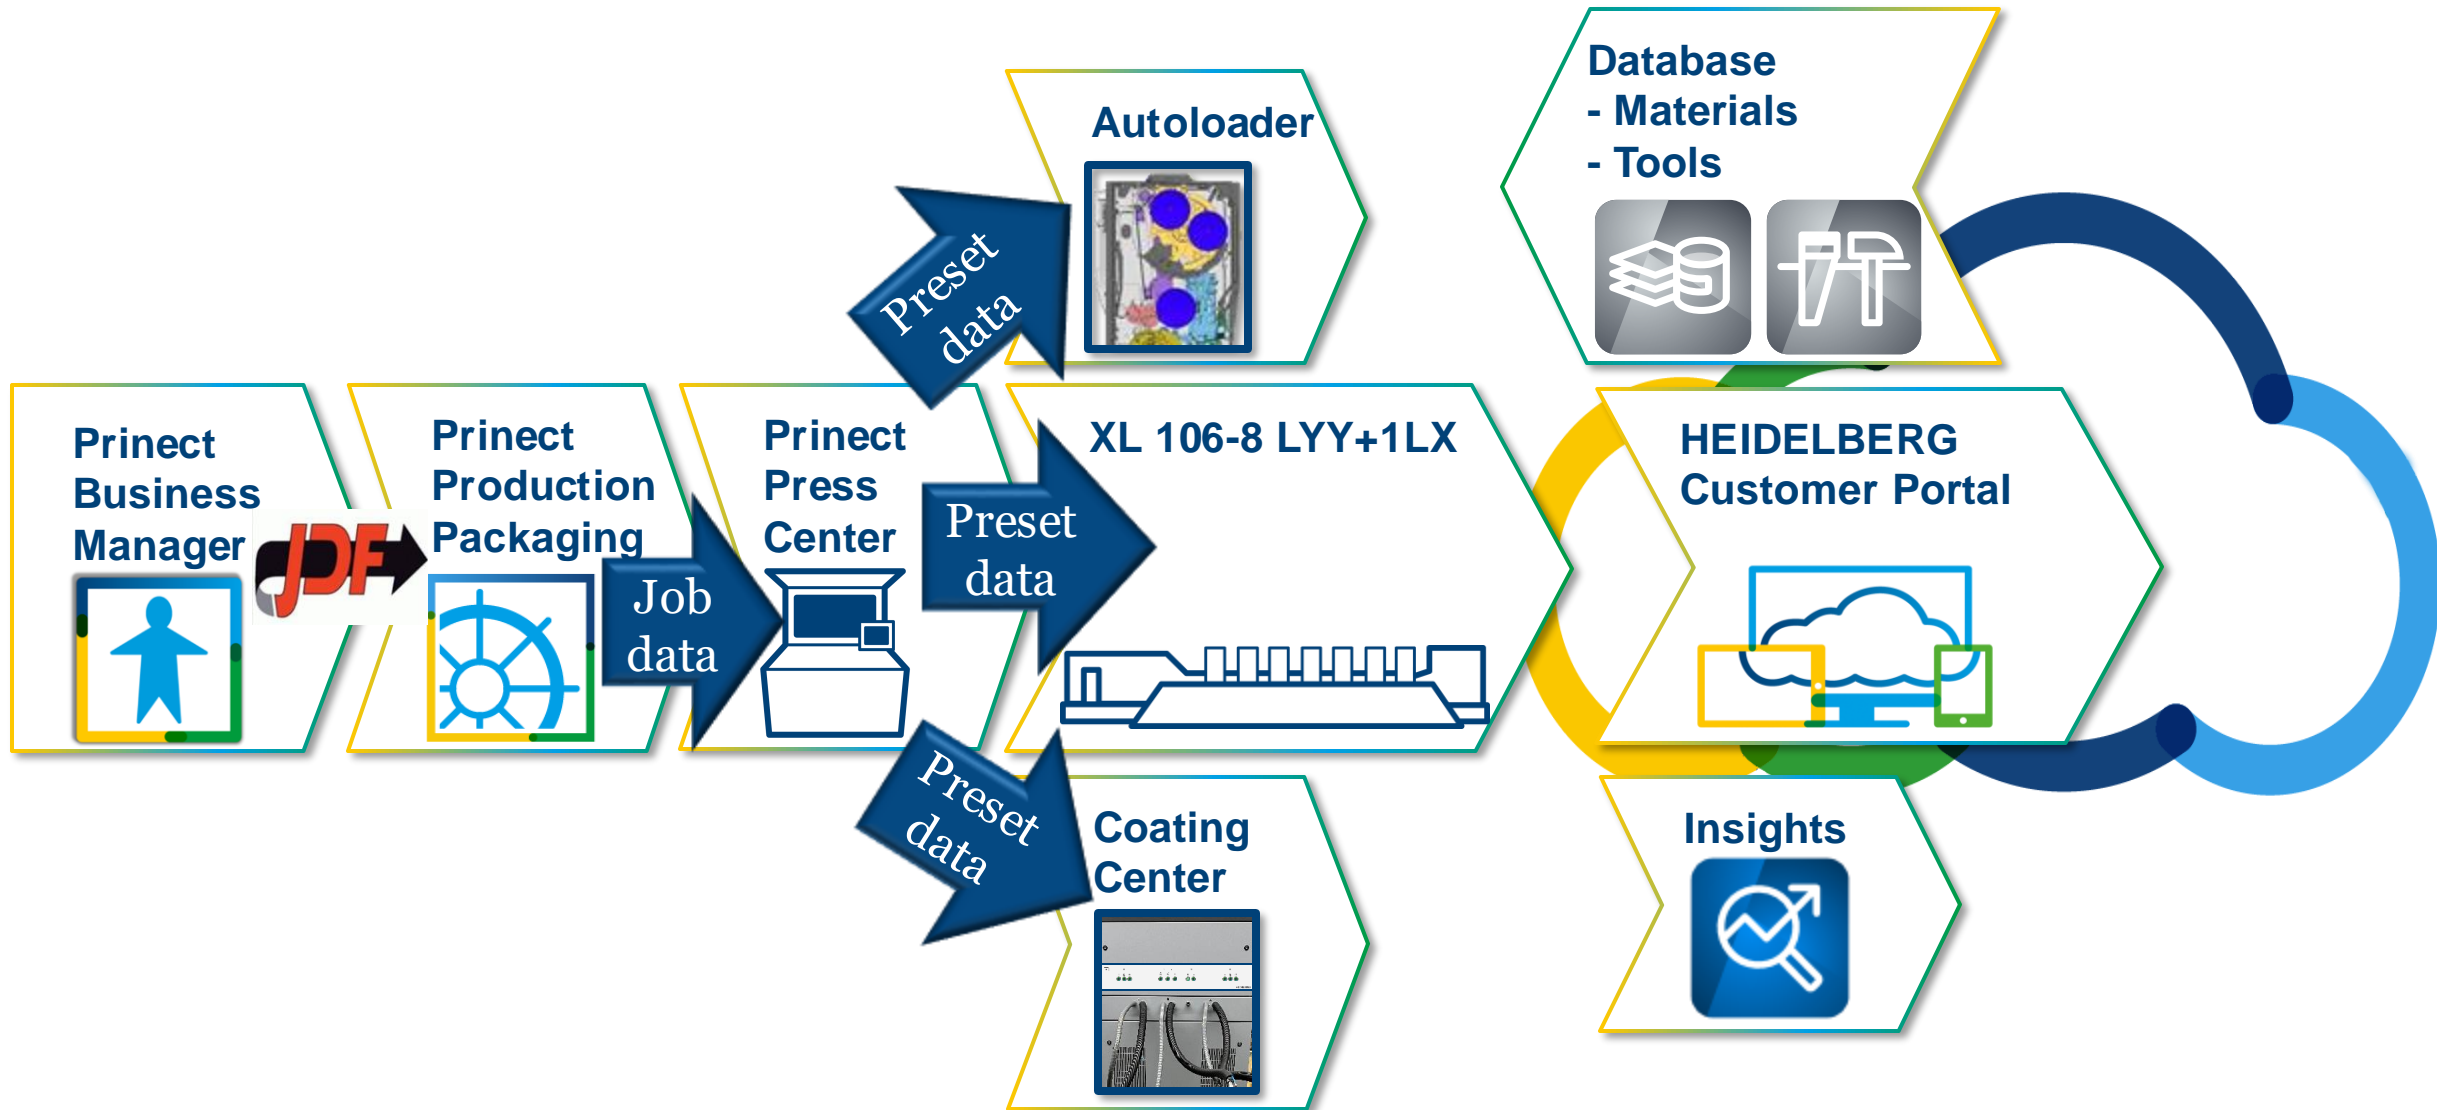 Database
- Materials
- Tools
Autoloader
Preset
data
Prinect
Business
Manager
JDF
Prinect
Production
Packaging
Job
data
Prinect
Press
Center
Preset
data
XL 106-8 LYY+1LX
HEIDELBERG
Customer Portal
Preset
data
Coating
Center
Insights